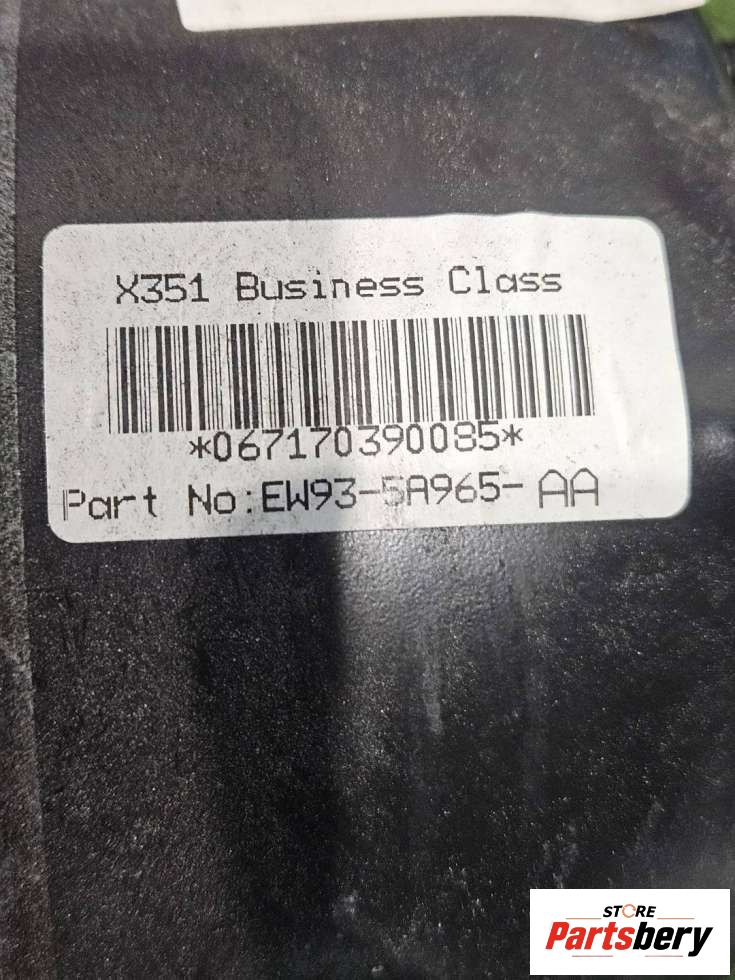 X351 Business Class
*067170390085*
Part No:EW93-5A965-AA
STORE
Partsbery